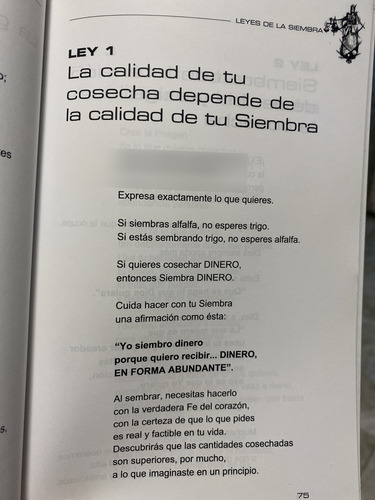 LEYES DE LA SIEMBRA
LEY 1
La calidad de tu
cosecha depende de
la calidad de tu Siembra
Expresa exactamente lo que quieres.
Si siembras alfalfa, no esperes trigo.
Si estás sembrando trigo, no esperes alfalfa.
Si quieres cosechar DINERO,
entonces Siembra DINERO.
Cuida hacer con tu Siembra
una afirmación como ésta:
"Yo siembro dinero
porque quiero recibir... DINERO,
EN FORMA ABUNDANTE".
Al sembrar, necesitas hacerlo
con la verdadera Fe del corazón,
con la certeza de que lo que pides
es real y factible en tu vida.
Descubrirás que las cantidades cosechadas
son superiores, por mucho,
a lo que imaginaste en un principio.
75